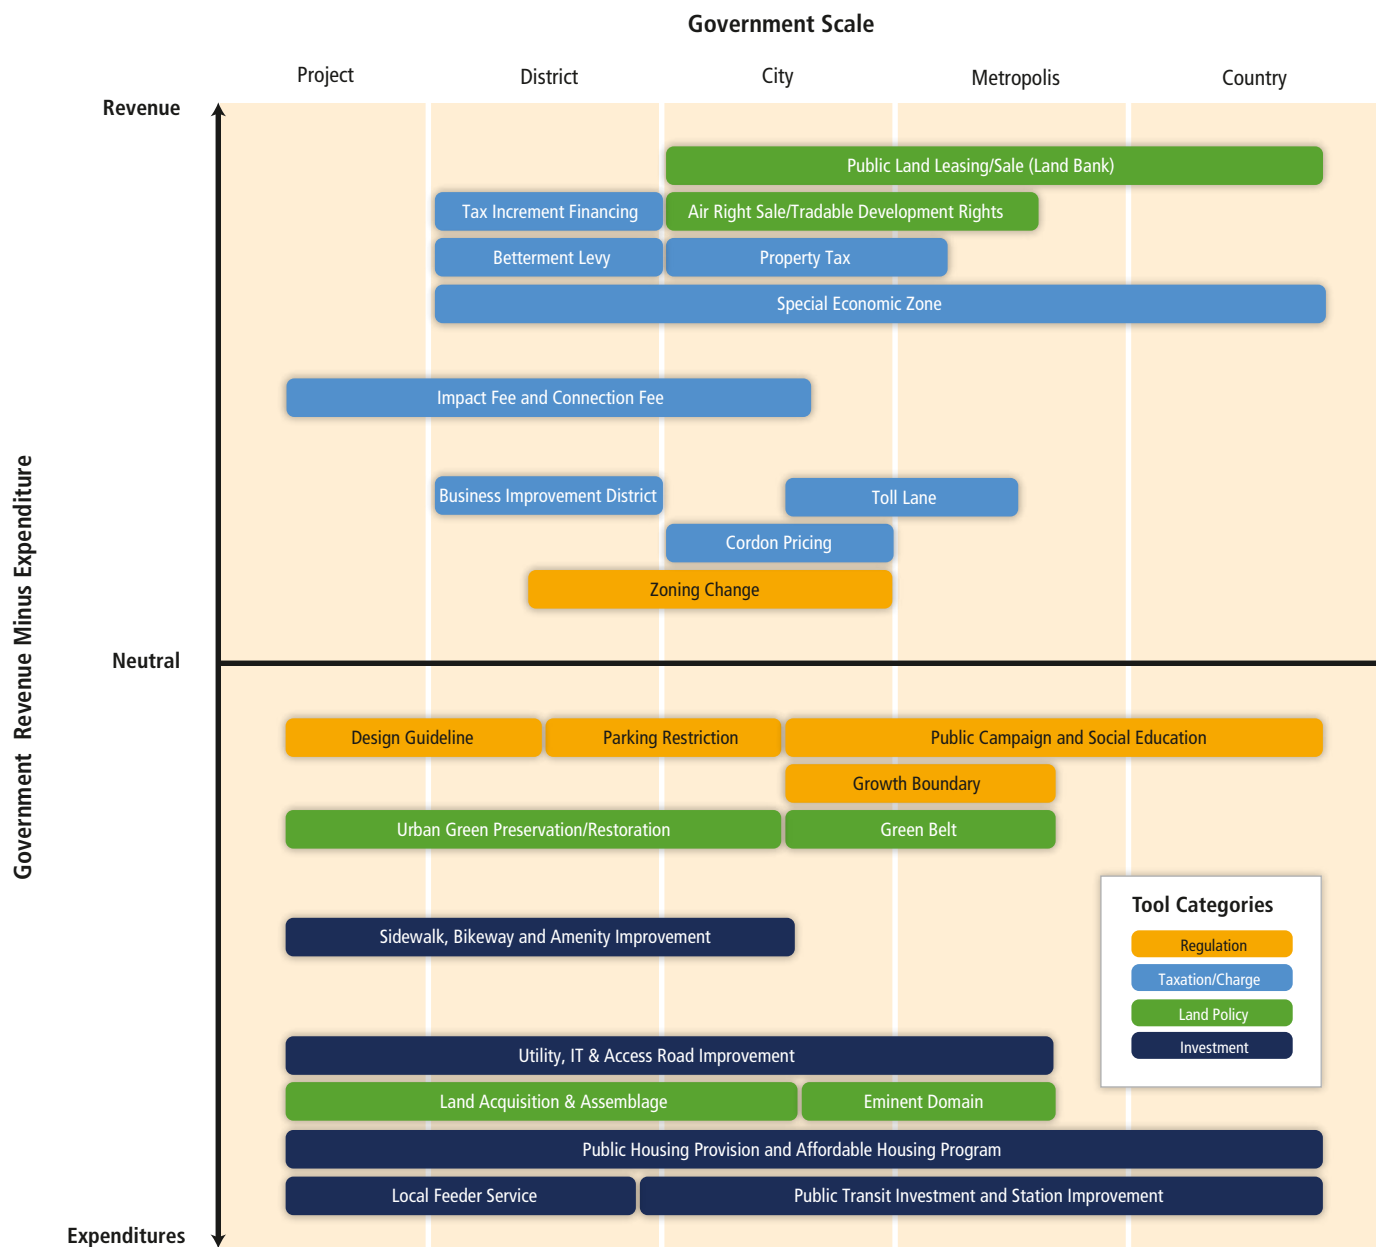 Government Scale
Project
District
City
Metropolis
Country
Revenue
Public Land Leasing/Sale (Land Bank)
Tax Increment Financing
Air Right Sale/Tradable Development Rights
Betterment Levy
Property Tax
Special Economic Zone
Impact Fee and Connection Fee
Business Improvement District
Toll Lane
Cordon Pricing
Zoning Change
Government Revenue Minus Expenditure
Neutral
Design Guideline
Parking Restriction
Public Campaign and Social Education
Growth Boundary
Urban Green Preservation/Restoration
Green Belt
Tool Categories
Regulation
Taxation/Charge
Land Policy
Investment
Sidewalk, Bikeway and Amenity Improvement
Utility, IT & Access Road Improvement
Land Acquisition & Assemblage
Eminent Domain
Public Housing Provision and Affordable Housing Program
Local Feeder Service
Public Transit Investment and Station Improvement
Expenditures